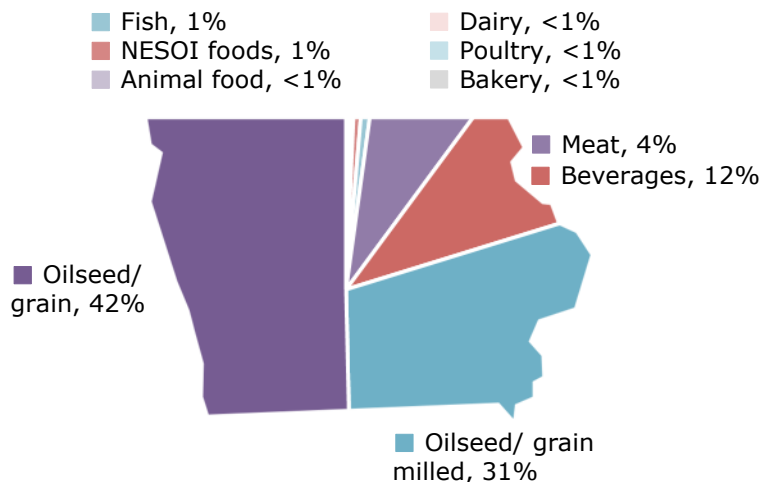 Fish, 1%
NESOI foods, 1%
Animal food, <1%
Dairy, <1%
Poultry, <1%
Bakery, <1%
Meat, 4%
Beverages, 12%
Oilseed/
grain, 42%
Oilseed/ grain
milled, 31%